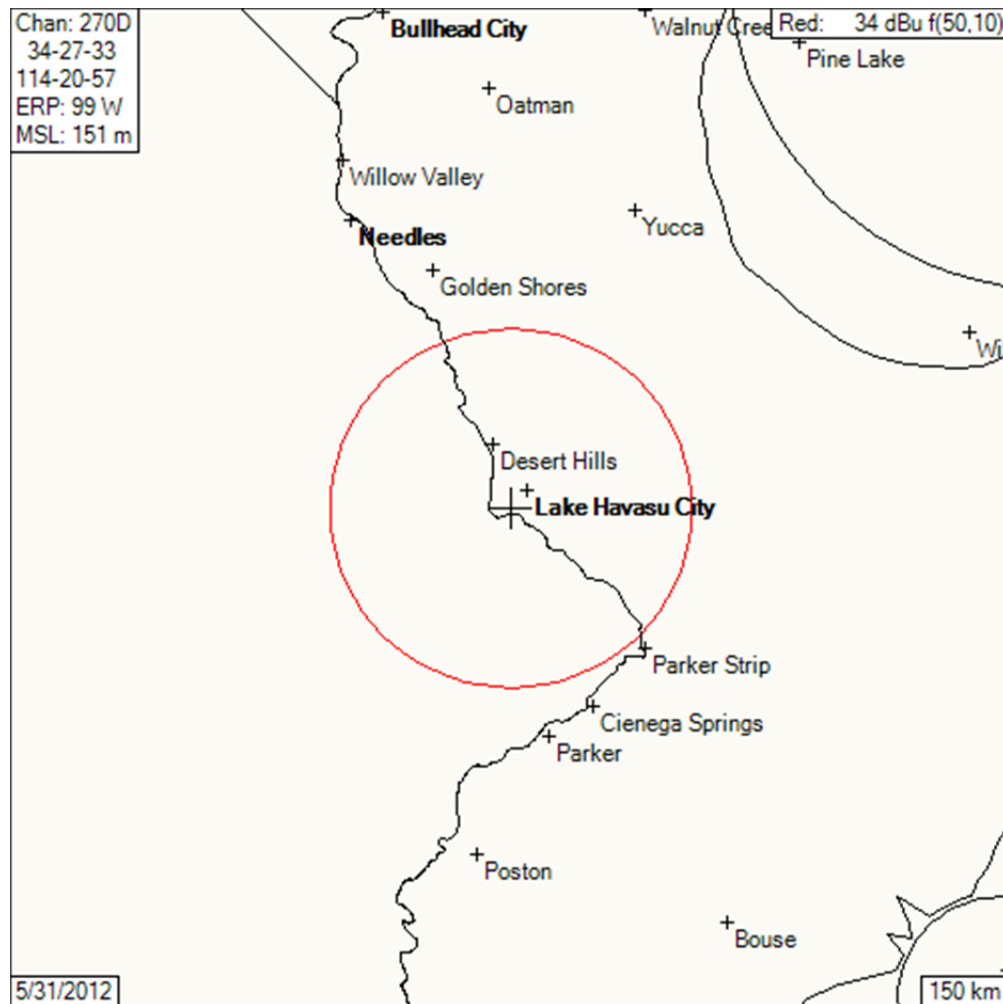 Chan: 270D
34-27-33
114-20-57
ERP: 99 W
MSL: 151 m
Red: 34 dBu f(50,10)
Bullhead City
Walnut Cree
Pine Lake
Oatman
Willow Valley
Yucca
Needles
Golden Shores
Wi
Desert Hills
Lake Havasu City
Parker Strip
Cienega Springs
Parker
Poston
Bouse
5/31/2012
150 km